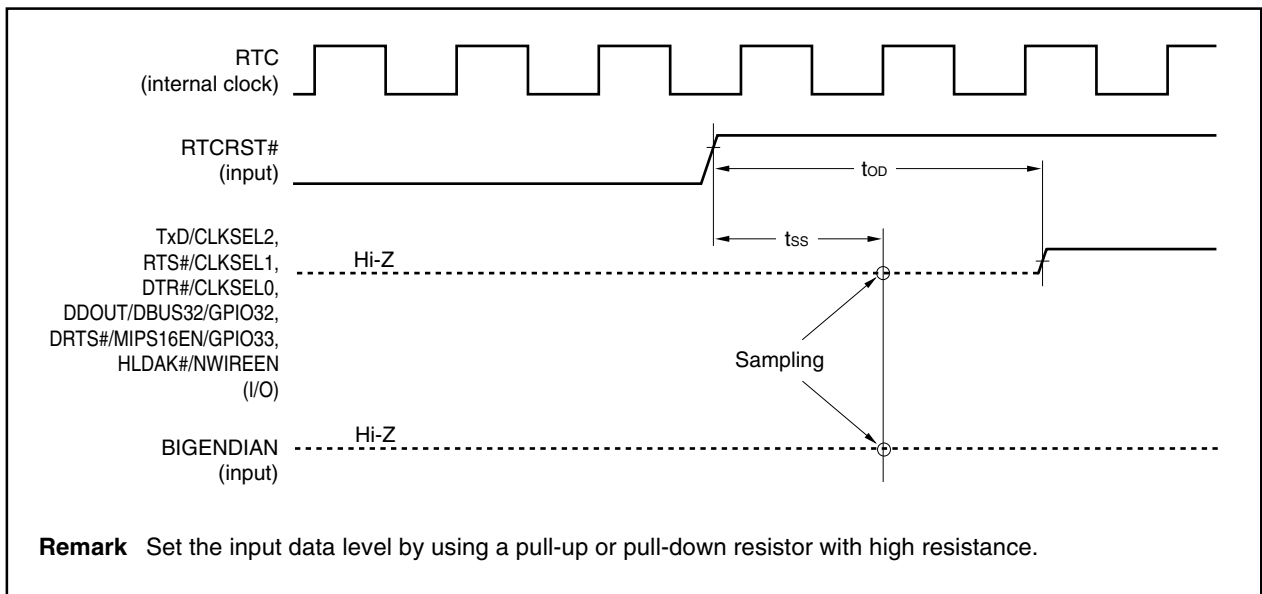 RTC
(internal clock)
RTCRST#
(input)
tOD
tSS
TxD/CLKSEL2,
RTS#/CLKSEL1,
DTR#/CLKSEL0,
DDOUT/DBUS32/GPIO32,
DRTS#/MIPS16EN/GPIO33,
HLDAK#/NWIREEN
(I/O)
Hi-Z
Sampling
BIGENDIAN
(input)
Hi-Z
Remark Set the input data level by using a pull-up or pull-down resistor with high resistance.